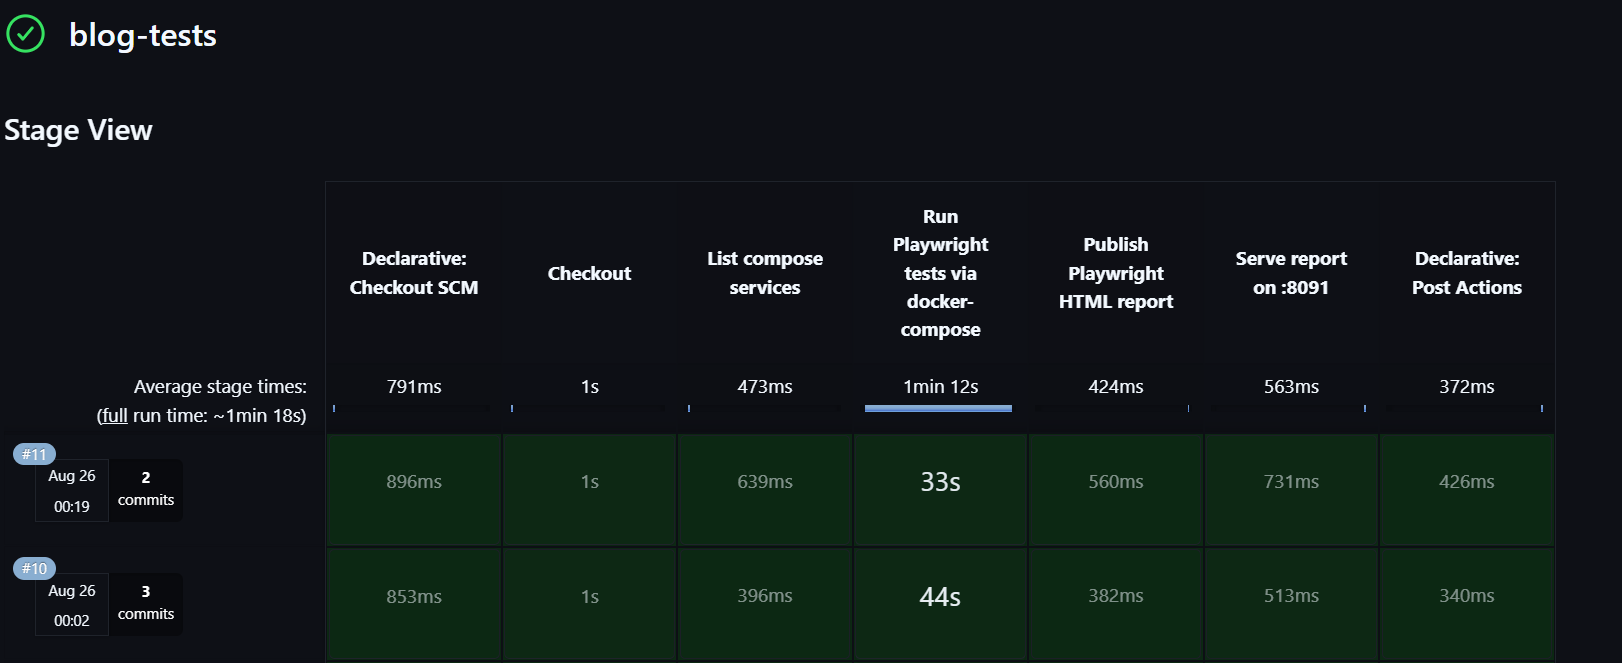 blog-tests
Stage View
Declarative:
Checkout SCM
Checkout
List compose
services
Run
Playwright
tests via
docker-
compose
Publish
Playwright
HTML report
Serve report
on :8091
Declarative:
Post Actions
Average stage times:
(full run time: ~1min 18s)
791ms
1s
473ms
1min 12s
424ms
563ms
372ms
#11
Aug 26
00:19
2
commits
896ms
1s
639ms
33s
560ms
731ms
426ms
#10
Aug 26
00:02
3
commits
853ms
1s
396ms
44s
382ms
513ms
340ms